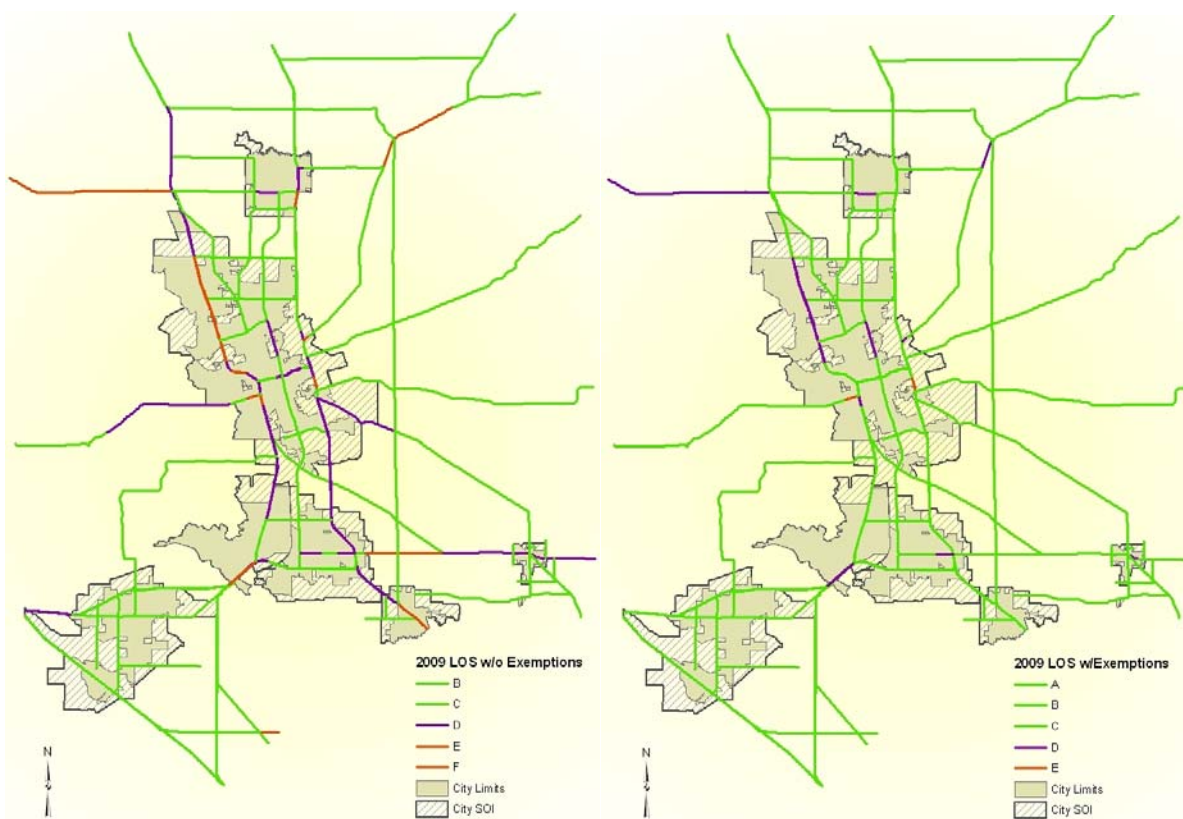 2009 LOS w/o Exemptions
B
C
D
E
F
City Limits
City SOI
N
2009 LOS w/Exemptions
A
B
C
D
E
City Limits
City SOI
N